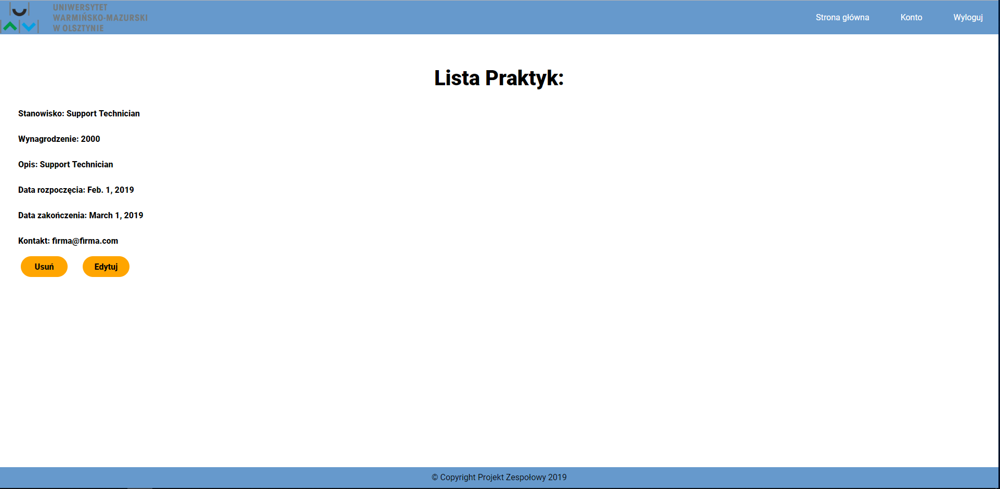 UNIWERSYTET
WARMIŃSKO-MAZURSKI
W OLSZTYNIE
Strona główna
Konto
Wyloguj
Lista Praktyk:
Stanowisko: Support Technician
Wynagrodzenie: 2000
Opis: Support Technician
Data rozpoczęcia: Feb. 1, 2019
Data zakończenia: March 1, 2019
Kontakt: firma@firma.com
Usuń
Edytuj
© Copyright Projekt Zespołowy 2019